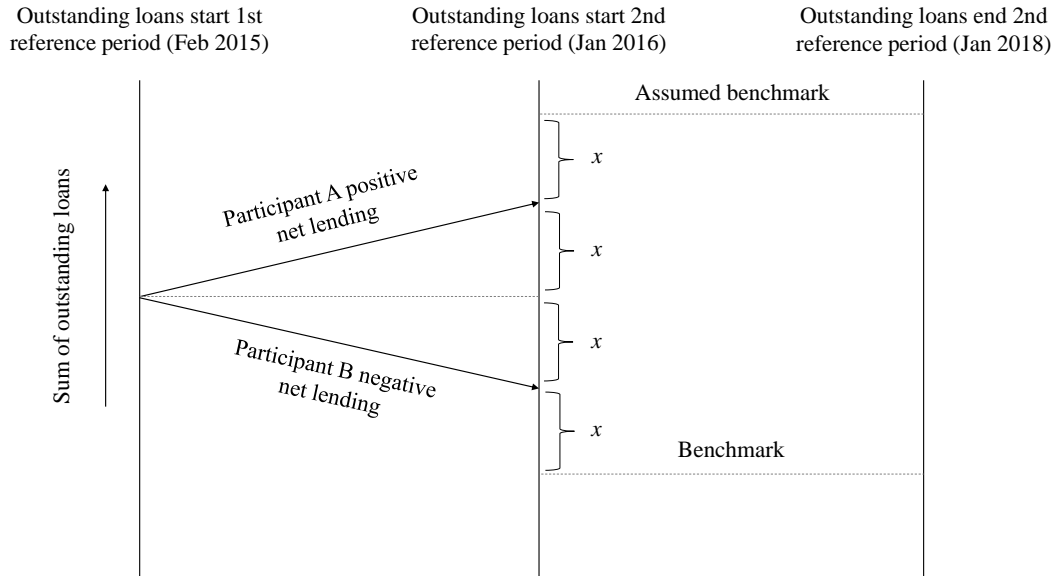 Outstanding loans start 1st
reference period (Feb 2015)
Outstanding loans start 2nd
reference period (Jan 2016)
Outstanding loans end 2nd
reference period (Jan 2018)
Assumed benchmark
x
Participant A positive
net lending
x
Sum of outstanding loans
x
Participant B negative
net lending
x
Benchmark